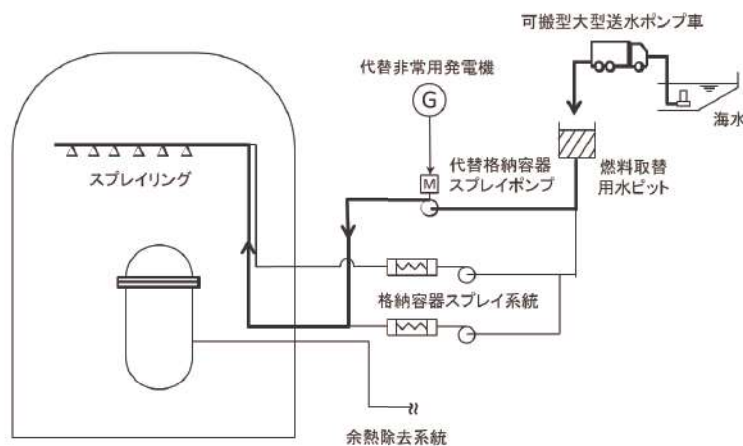 可搬型大型送水ポンプ車
代替非常用発電機
G
海水
M
代替格納容器
スプレイポンプ
燃料取替
用水ピット
スプレイリング
格納容器スプレイ系統
余熱除去系統